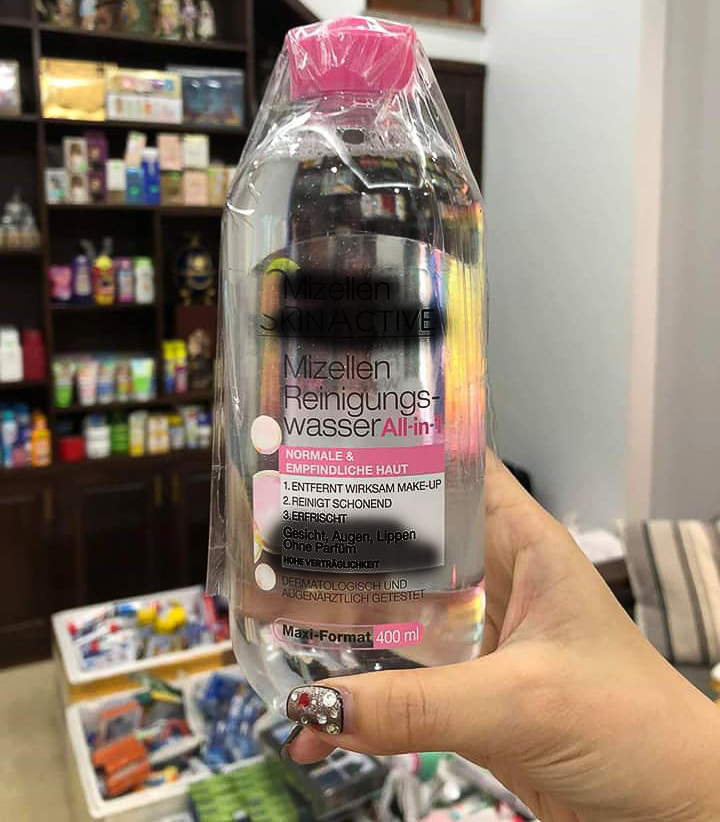 Mizellen
SKINACTIVE
Mizellen
Reinigungs-
wasser All-in-1
NORMALE &
EMPFINDLICHE HAUT
1. ENTFERNT WIRKSAM MAKE-UP
2. REINIGT SCHONEND
3. ERFRISCHT
Gesicht, Augen, Lippen
Ohne Parfüm
HOHE VERTRÄGLICHKEIT
DERMATOLOGISCH UND
AUGENÄRZTLICH GETESTET
Maxi-Format 400 ml